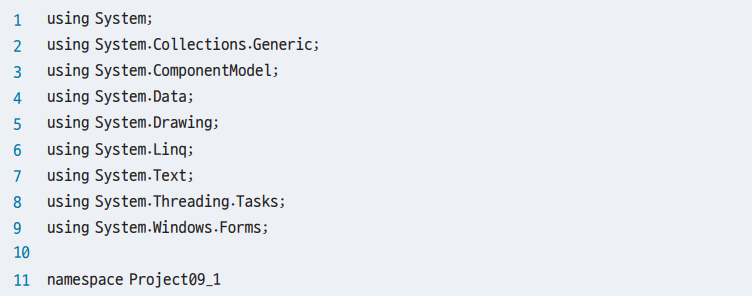 1 using System;
2 using System.Collections.Generic;
3 using System.ComponentModel;
4 using System.Data;
5 using System.Drawing;
6 using System.Linq;
7 using System.Text;
8 using System.Threading.Tasks;
9 using System.Windows.Forms;
10
11 namespace Project09_1